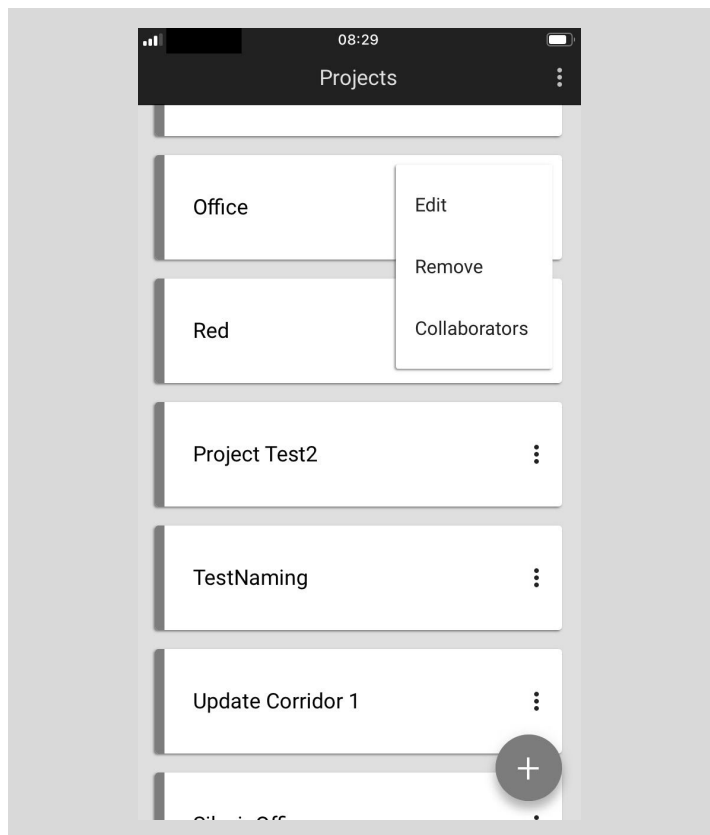 08:29
Projects
Office
Edit
Remove
Red
Collaborators
Project Test2
TestNaming
Update Corridor 1